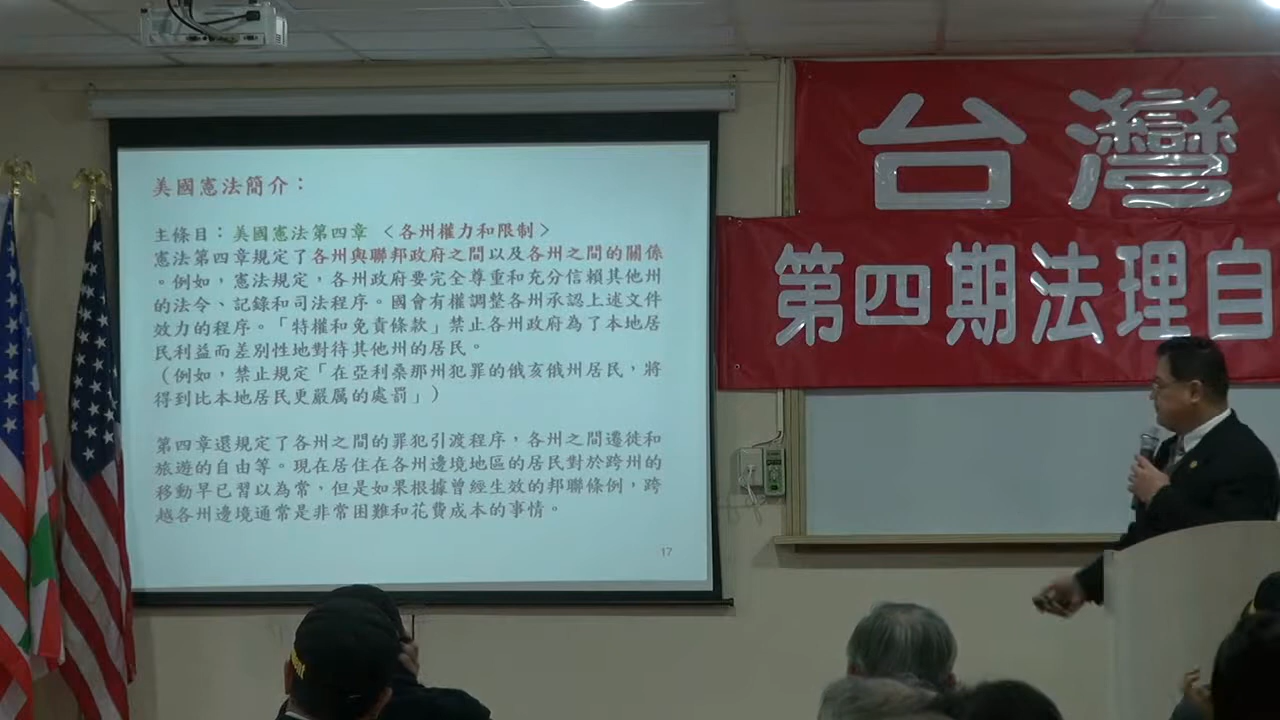 美國憲法簡介：
主條目：美國憲法第四章 〈各州權力和限制〉
憲法第四章規定了各州與聯邦政府之間以及各州之間的關係
。例如，憲法規定，各州政府要完全尊重和充分信賴其他州
的法令、記錄和司法程序。國會有權調整各州承認上述文件
效力的程序。「特權和免責條款」禁止各州政府為了本地居
民利益而差別性地對待其他州的居民。
（例如，禁止規定「在亞利桑那州犯罪的俄亥俄州居民，將
得到比本地居民更嚴厲的處罰」）
第四章還規定了各州之間的罪犯引渡程序，各州之間遷徙和
旅遊的自由等。現在居住在各州邊境地區的居民對於跨州的
移動早已習以為常，但是如果根據曾經生效的邦聯條例，跨
越各州邊境通常是非常困難和花費成本的事情。
17
台灣
第四期法理自